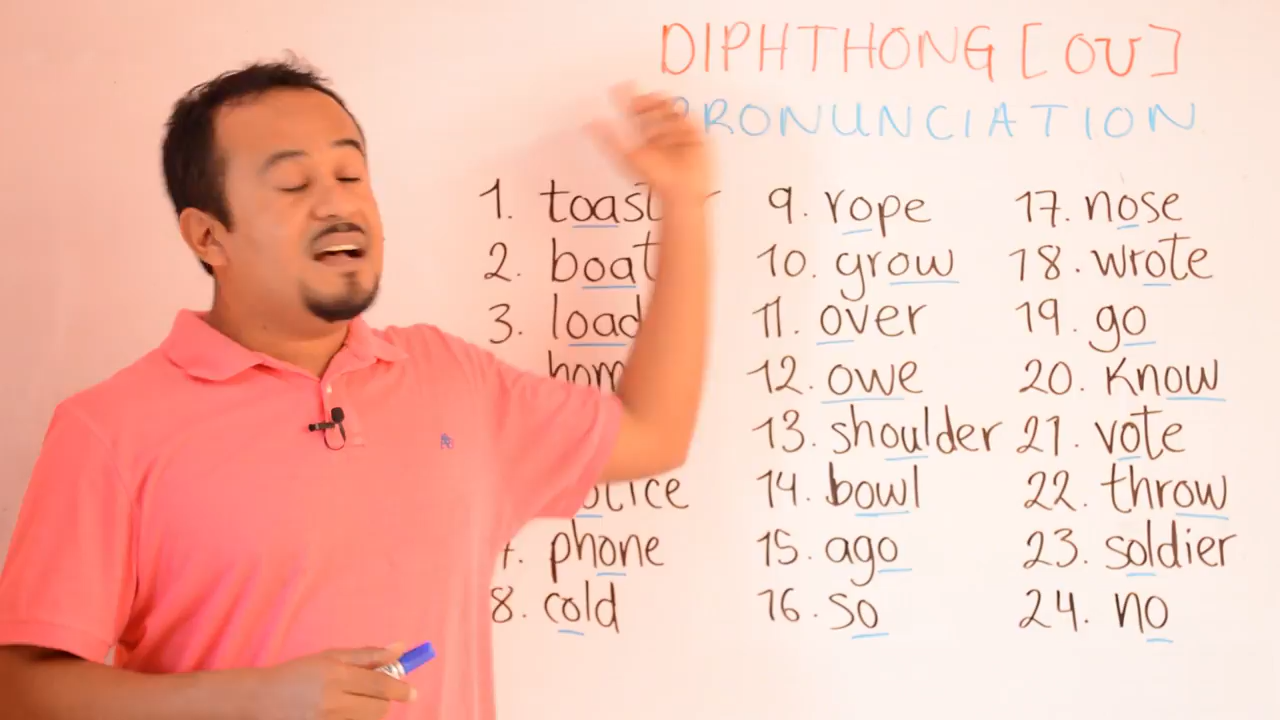 DIPHTHONG [OU]
PRONUNCIATION
1. toaster
2. boat
3. load
7. phone
8. cold
9. rope
10. grow
11. over
12. owe
13. shoulder
14. bowl
15. ago
16. so
17. nose
18. wrote
19. go
20. know
21. vote
22. throw
23. soldier
24. no